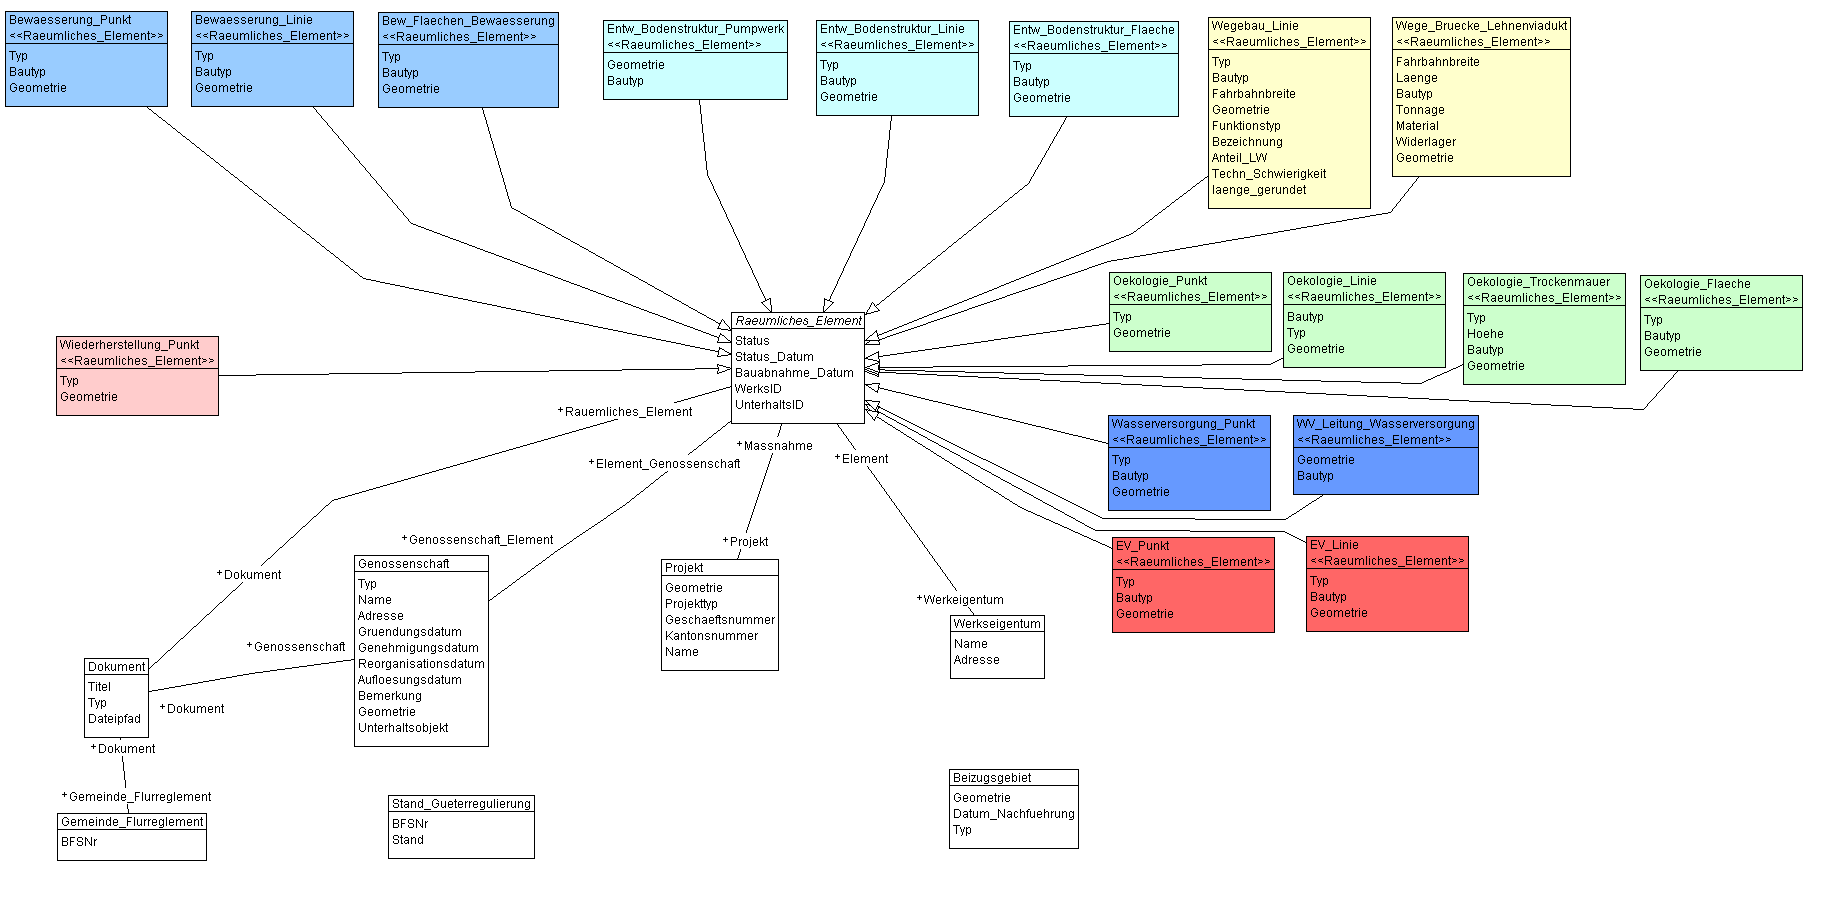 Bewaesserung_Punkt
<<Raeumliches_Element>>
Typ
Bautyp
Geometrie
Bewaesserung_Linie
<<Raeumliches_Element>>
Typ
Bautyp
Geometrie
Bew_Flaechen_Bewaesserung
<<Raeumliches_Element>>
Typ
Bautyp
Geometrie
Entw_Bodenstruktur_Pumpwerk
<<Raeumliches_Element>>
Geometrie
Bautyp
Entw_Bodenstruktur_Linie
<<Raeumliches_Element>>
Typ
Bautyp
Geometrie
Entw_Bodenstruktur_Flaeche
<<Raeumliches_Element>>
Typ
Bautyp
Geometrie
Wegebau_Linie
<<Raeumliches_Element>>
Typ
Bautyp
Fahrbahnbreite
Geometrie
Funktionstyp
Bezeichnung
Anteil_LW
Techn_Schwierigkeit
laenge_gerundet
Wege_Bruecke_Lehnenviadukt
<<Raeumliches_Element>>
Fahrbahnbreite
Laenge
Bautyp
Tonnage
Material
Widerlager
Geometrie
Oekologie_Punkt
<<Raeumliches_Element>>
Typ
Geometrie
Oekologie_Linie
<<Raeumliches_Element>>
Bautyp
Typ
Geometrie
Oekologie_Trockenmauer
<<Raeumliches_Element>>
Typ
Hoehe
Bautyp
Geometrie
Oekologie_Flaeche
<<Raeumliches_Element>>
Typ
Bautyp
Geometrie
Raeumliches_Element
Status
Status_Datum
Bauabnahme_Datum
WerksID
UnterhaltsID
Wiederherstellung_Punkt
<<Raeumliches_Element>>
Typ
Geometrie
+Rauemliches_Element
+Massnahme
+Element
+Element_Genossenschaft
Wasserversorgung_Punkt
<<Raeumliches_Element>>
Typ
Bautyp
Geometrie
WV_Leitung_Wasserversorgung
<<Raeumliches_Element>>
Geometrie
Bautyp
+Genossenschaft_Element
+Projekt
+Dokument
+Werkeigentum
EV_Punkt
<<Raeumliches_Element>>
Typ
Bautyp
Geometrie
EV_Linie
<<Raeumliches_Element>>
Typ
Bautyp
Geometrie
Genossenschaft
Typ
Name
Adresse
Gruendungsdatum
Genehmigungsdatum
Reorganisationsdatum
Aufloesungsdatum
Bemerkung
Geometrie
Unterhaltsobjekt
Projekt
Geometrie
Projekttyp
Geschaeftsnummer
Kantonsnummer
Name
Werkseigentum
Name
Adresse
+Genossenschaft
Dokument
Titel
Typ
Dateipfad
+Dokument
+Dokument
+Gemeinde_Flurreglement
Gemeinde_Flurreglement
BFSNr
Stand_Gueterregulierung
BFSNr
Stand
Beizugsgebiet
Geometrie
Datum_Nachfuehrung
Typ